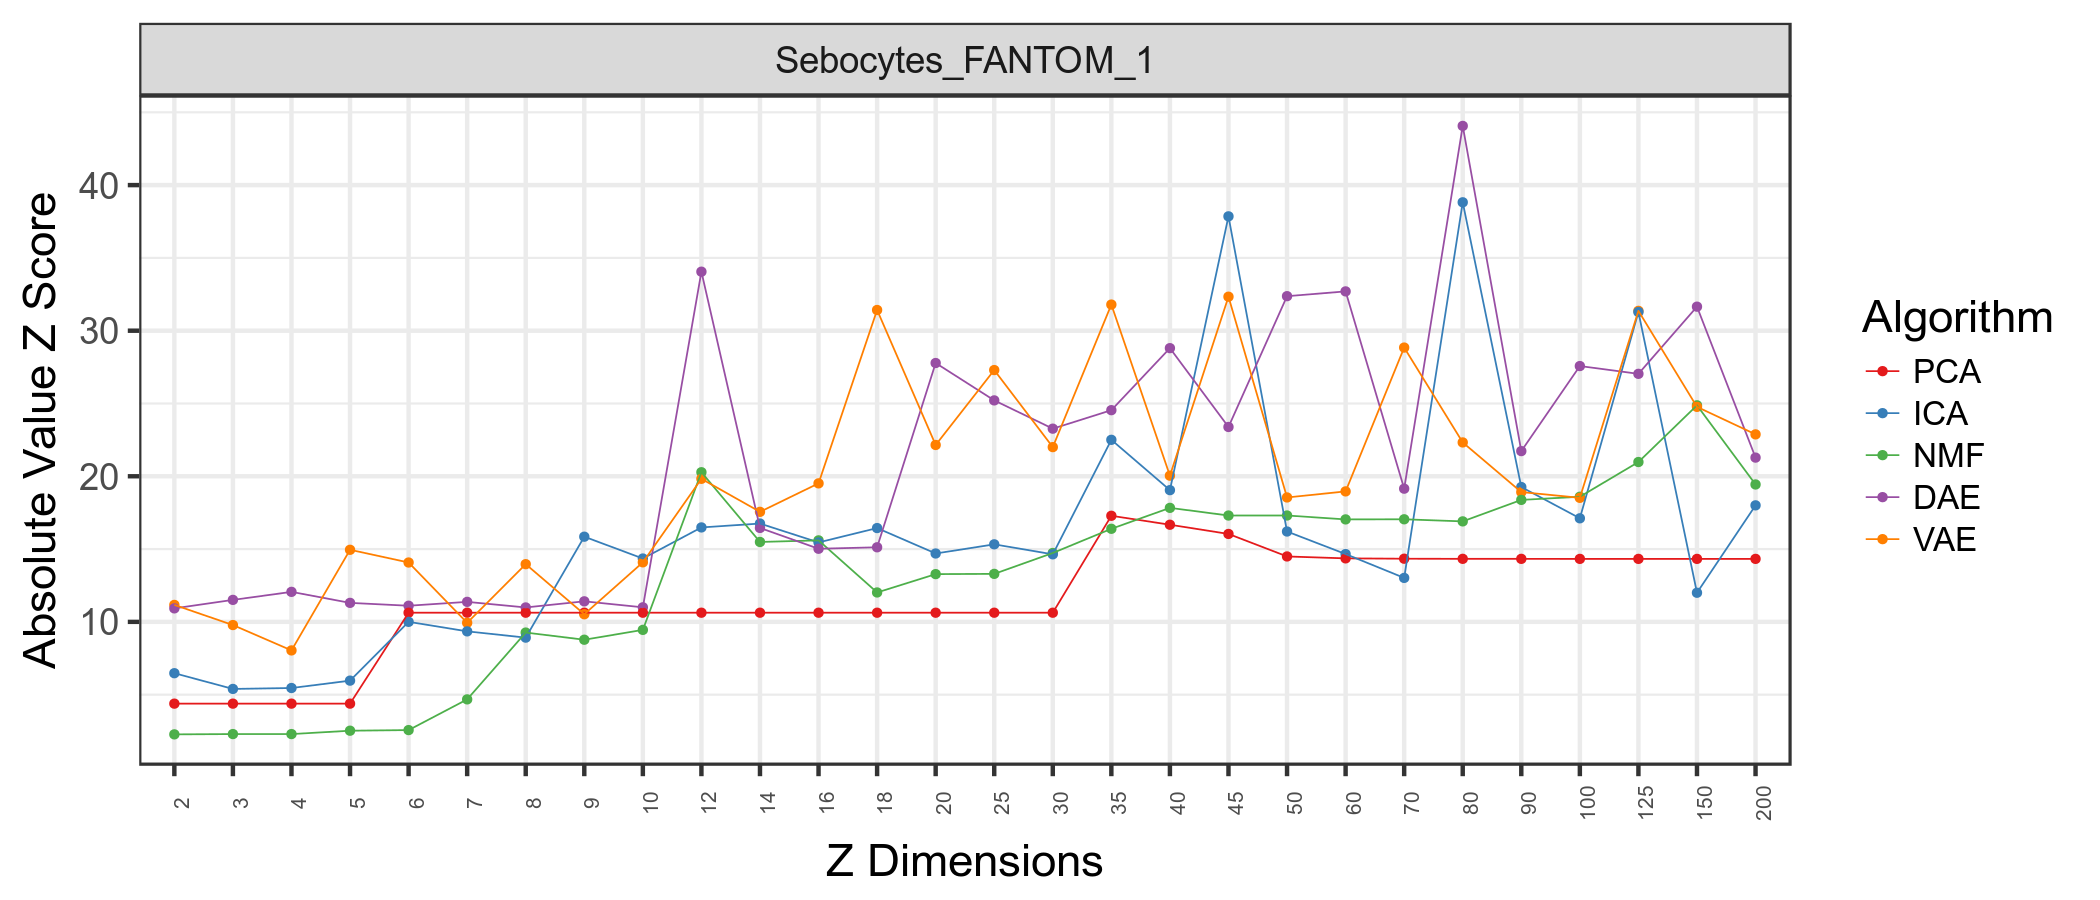 Sebocytes_FANTOM_1
Absolute Value Z Score
40
30
20
10
2 3 4 5 6 7 8 9 10 12 14 16 18 20 25 30 35 40 45 50 60 70 80 90 100 125 150 200
Z Dimensions
Algorithm
PCA
ICA
NMF
DAE
VAE